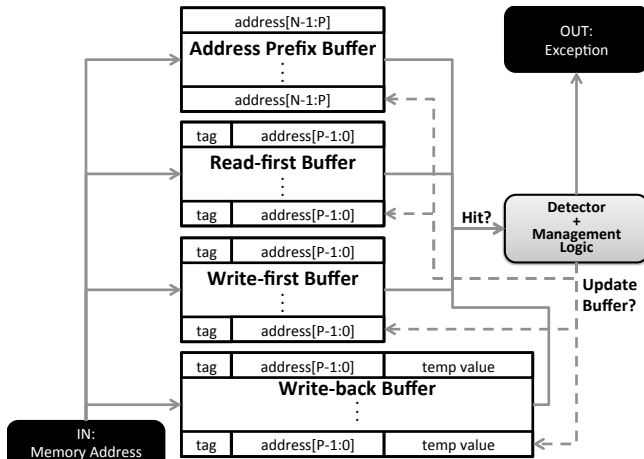 address[N-1:P]
Address Prefix Buffer
address[N-1:P]
OUT:
Exception
tag address[P-1:0]
Read-first Buffer
tag address[P-1:0]
Hit?
Detector
+
Management
Logic
tag address[P-1:0]
Write-first Buffer
tag address[P-1:0]
Update
Buffer?
tag address[P-1:0] temp value
Write-back Buffer
tag address[P-1:0] temp value
IN:
Memory Address